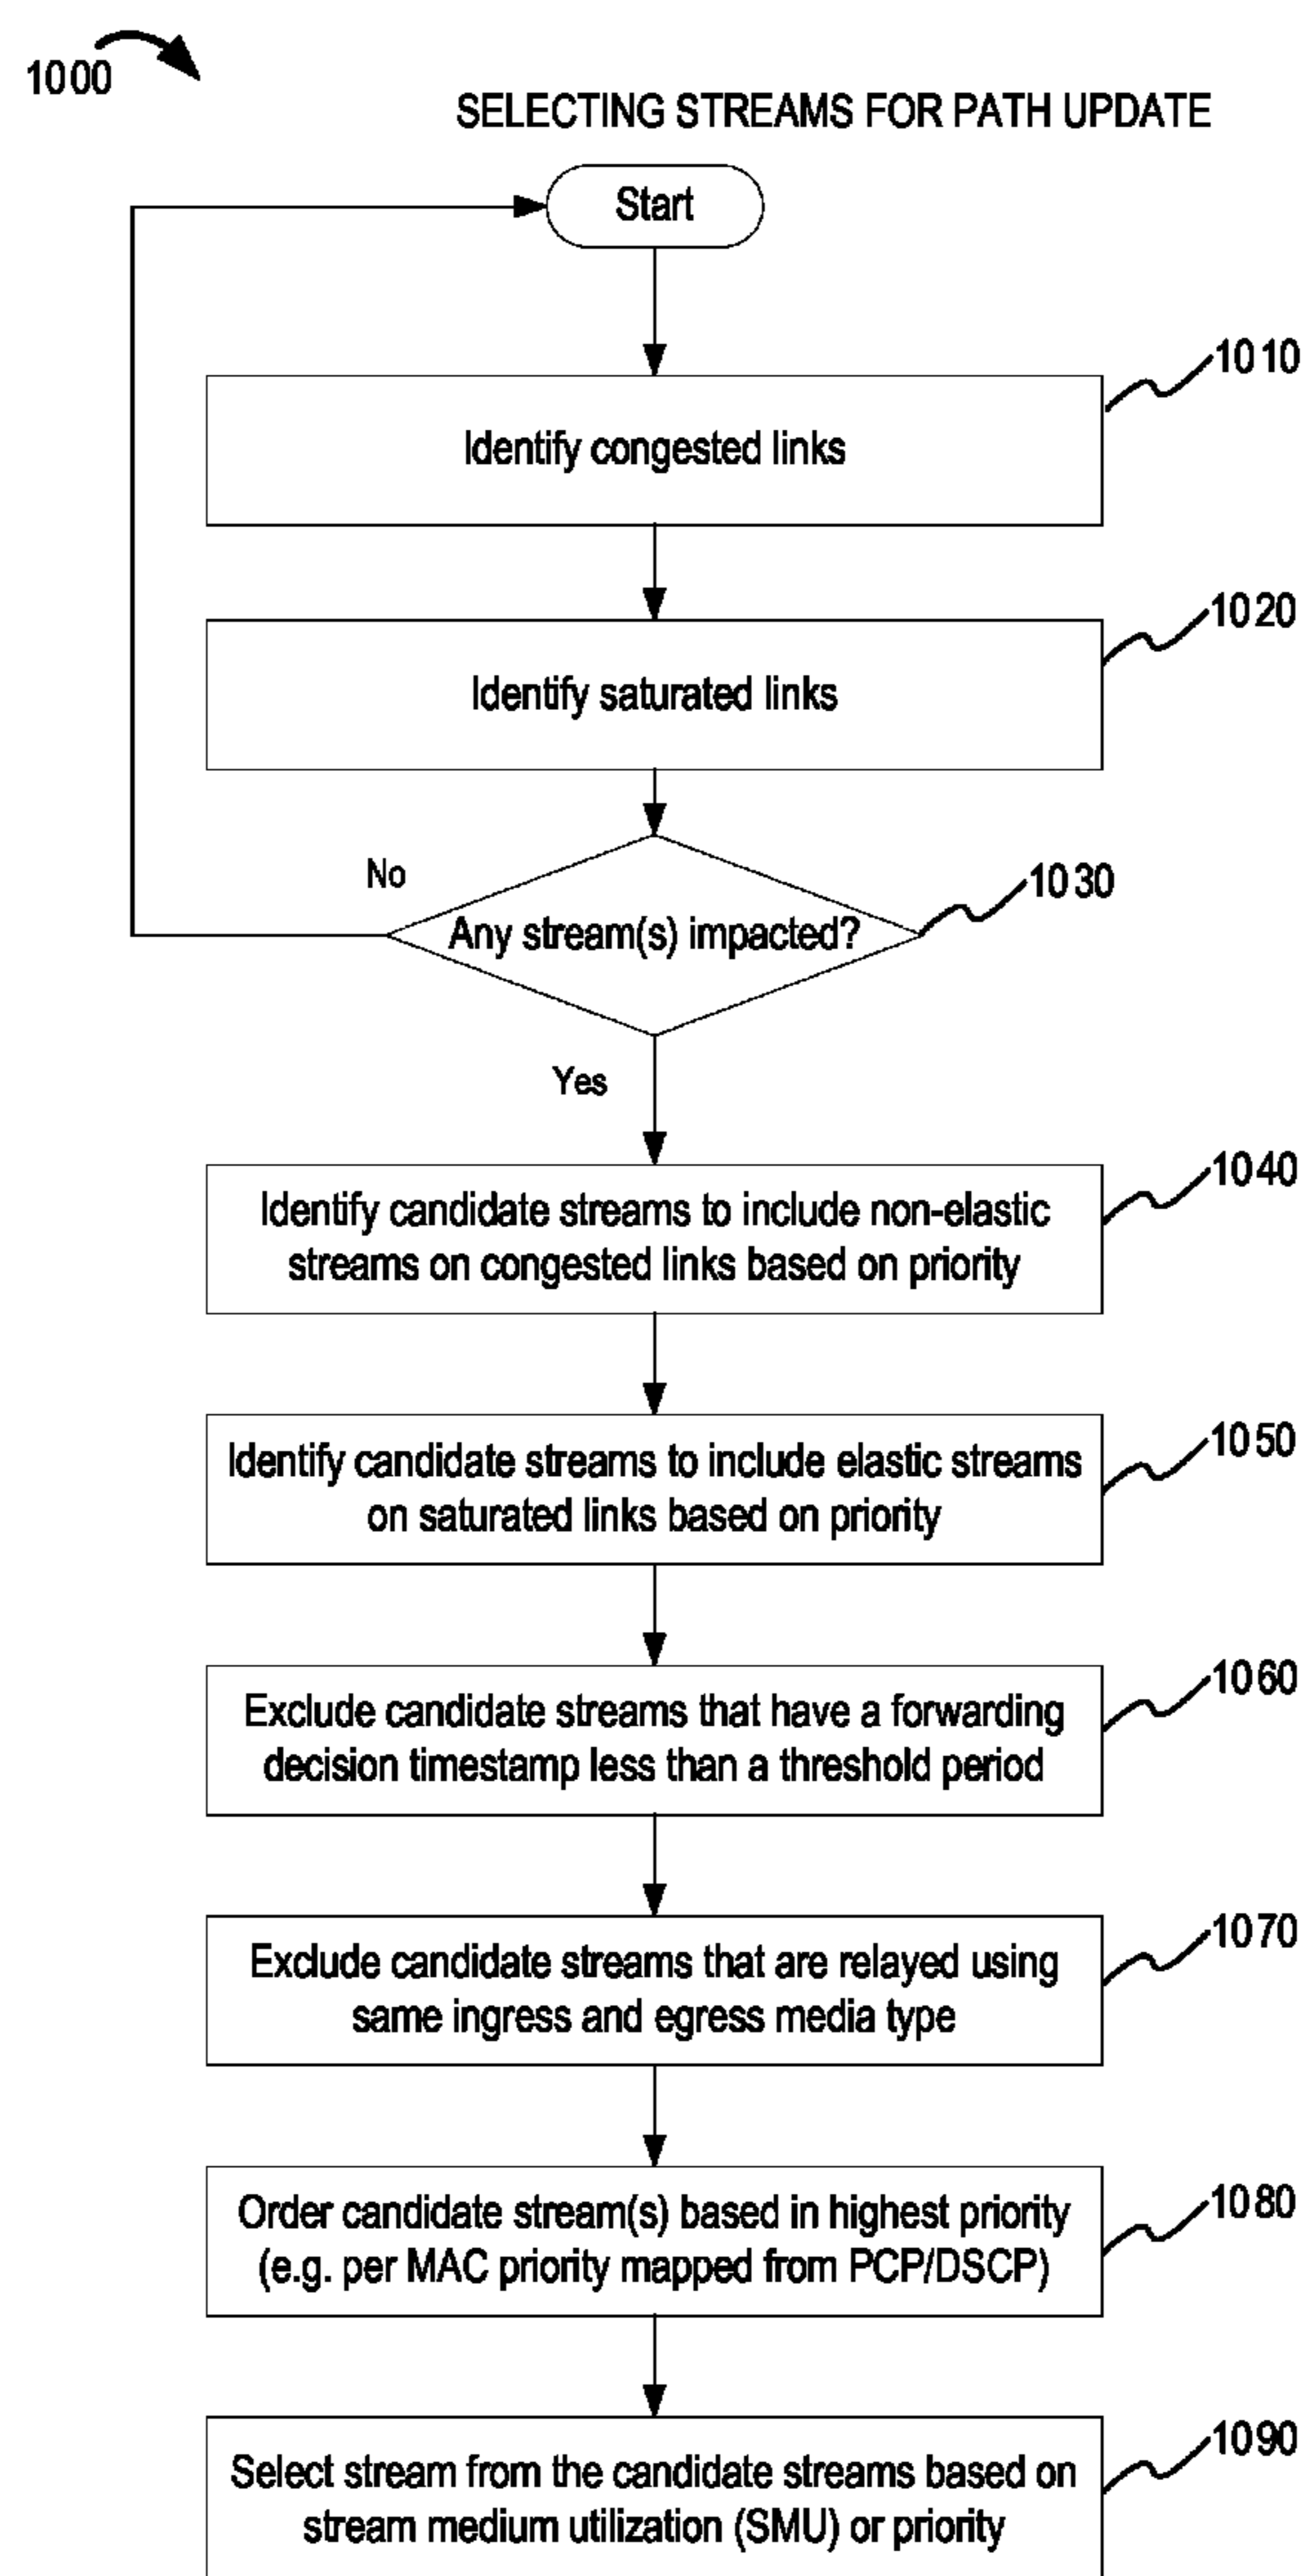 1000
SELECTING STREAMS FOR PATH UPDATE
Start
1010
Identify congested links
1020
Identify saturated links
No
1030
Any stream(s) impacted?
Yes
1040
Identify candidate streams to include non-elastic
streams on congested links based on priority
1050
Identify candidate streams to include elastic streams
on saturated links based on priority
1060
Exclude candidate streams that have a forwarding
decision timestamp less than a threshold period
1070
Exclude candidate streams that are relayed using
same ingress and egress media type
1080
Order candidate stream(s) based in highest priority
(e.g. per MAC priority mapped from PCP/DSCP)
1090
Select stream from the candidate streams based on
stream medium utilization (SMU) or priority